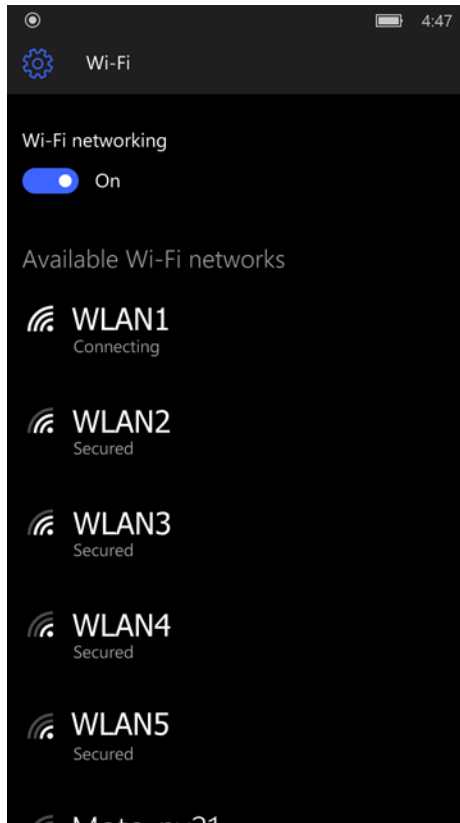 4:47
Wi-Fi
Wi-Fi networking
On
Available Wi-Fi networks
WLAN1
Connecting
WLAN2
Secured
WLAN3
Secured
WLAN4
Secured
WLAN5
Secured